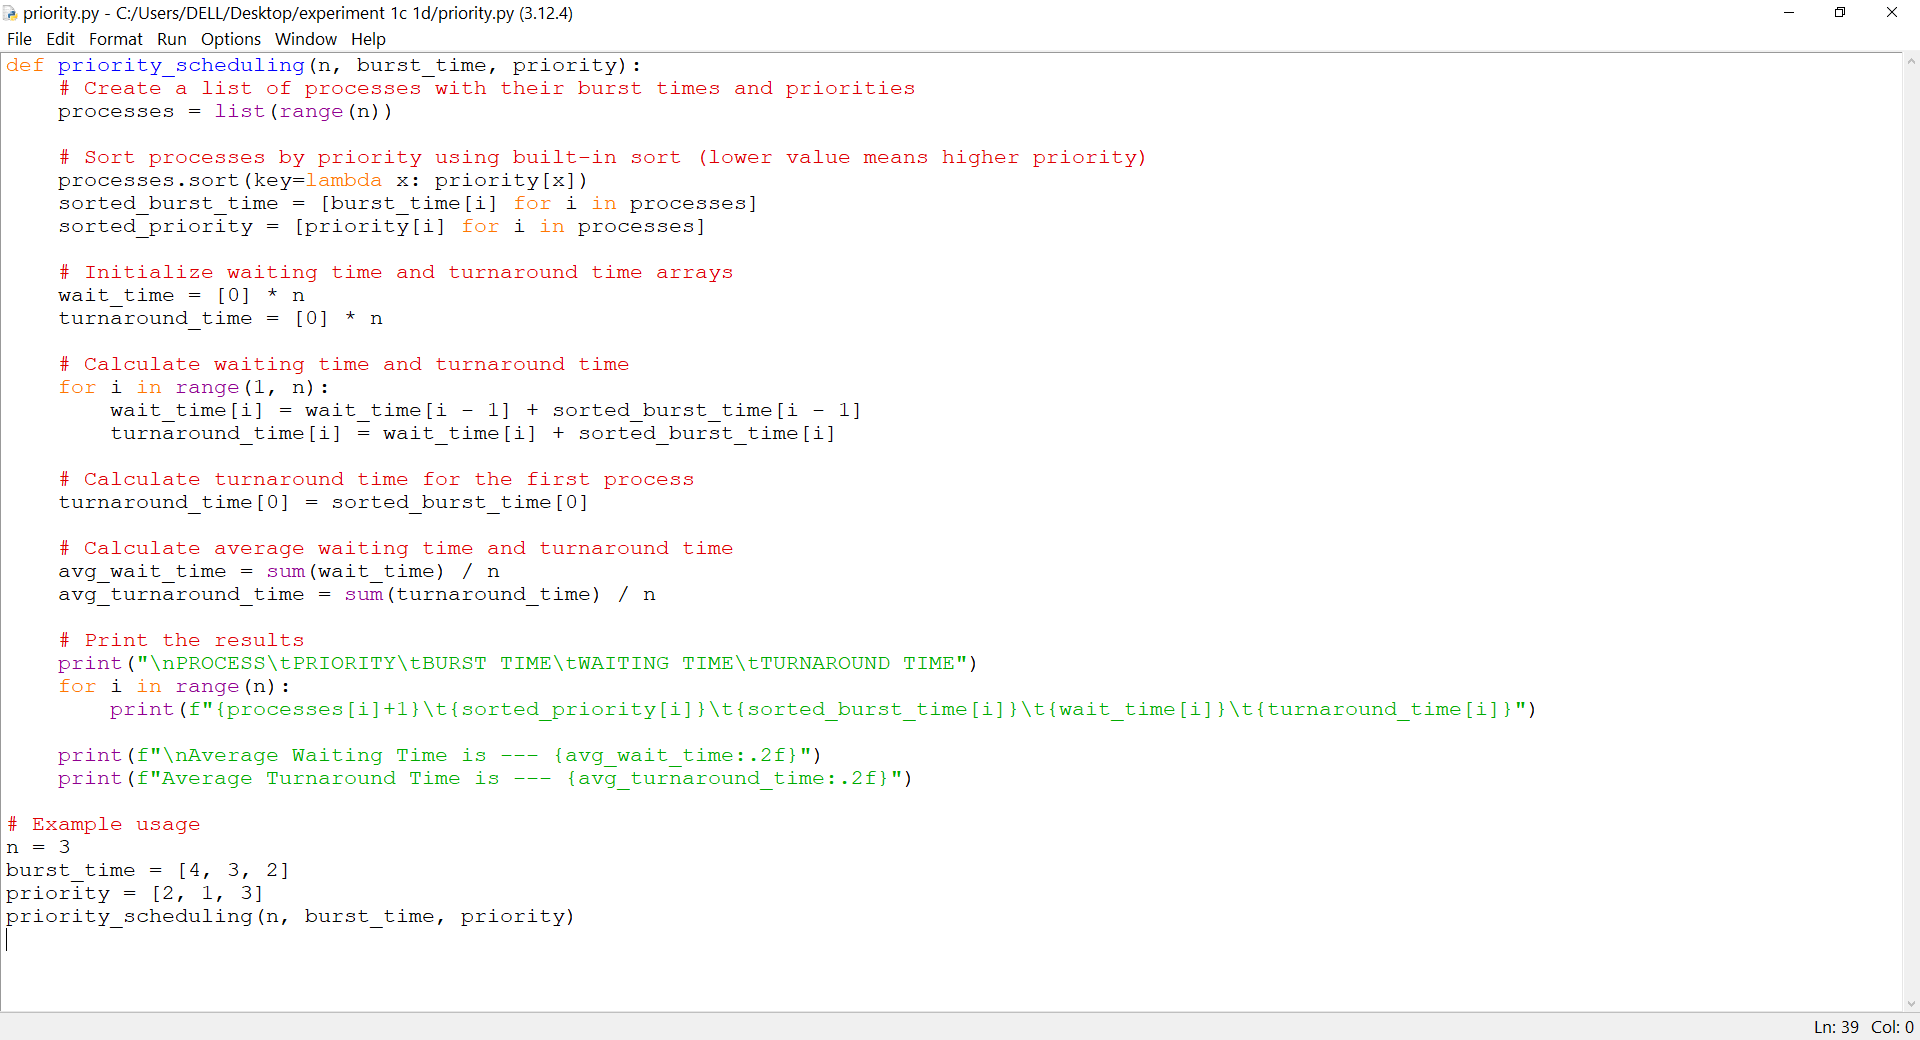 priority.py - C:/Users/DELL/Desktop/experiment 1c 1d/priority.py (3.12.4)
File Edit Format Run Options Window Help
def priority_scheduling(n, burst_time, priority):
    # Create a list of processes with their burst times and priorities
    processes = list(range(n))

    # Sort processes by priority using built-in sort (lower value means higher priority)
    processes.sort(key=lambda x: priority[x])
    sorted_burst_time = [burst_time[i] for i in processes]
    sorted_priority = [priority[i] for i in processes]

    # Initialize waiting time and turnaround time arrays
    wait_time = [0] * n
    turnaround_time = [0] * n

    # Calculate waiting time and turnaround time
    for i in range(1, n):
        wait_time[i] = wait_time[i - 1] + sorted_burst_time[i - 1]
        turnaround_time[i] = wait_time[i] + sorted_burst_time[i]

    # Calculate turnaround time for the first process
    turnaround_time[0] = sorted_burst_time[0]

    # Calculate average waiting time and turnaround time
    avg_wait_time = sum(wait_time) / n
    avg_turnaround_time = sum(turnaround_time) / n

    # Print the results
    print("\nPROCESS\tPRIORITY\tBURST TIME\tWAITING TIME\tTURNAROUND TIME")
    for i in range(n):
        print(f"{processes[i]+1}\t{sorted_priority[i]}\t{sorted_burst_time[i]}\t{wait_time[i]}\t{turnaround_time[i]}")

    print(f"\nAverage Waiting Time is --- {avg_wait_time:.2f}")
    print(f"Average Turnaround Time is --- {avg_turnaround_time:.2f}")

# Example usage
n = 3
burst_time = [4, 3, 2]
priority = [2, 1, 3]
priority_scheduling(n, burst_time, priority)
Ln: 39 Col: 0